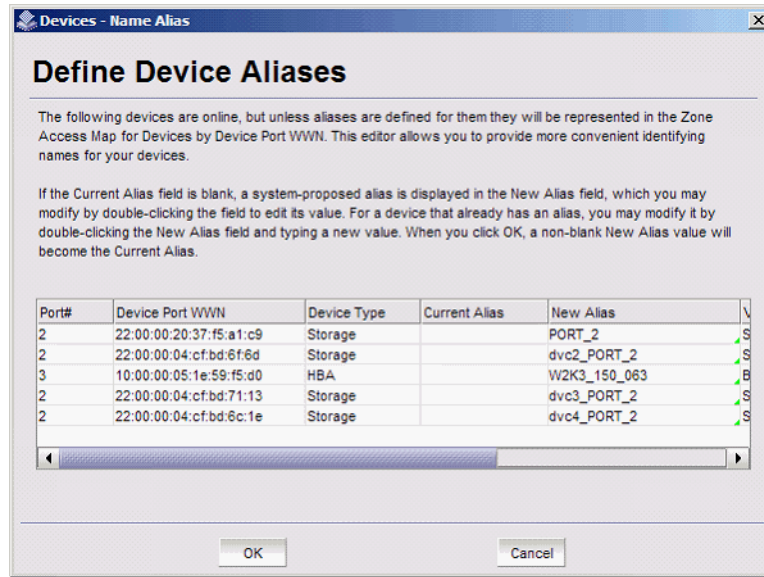 Devices - Name Alias
Define Device Aliases
The following devices are online, but unless aliases are defined for them they will be represented in the Zone
Access Map for Devices by Device Port WWN. This editor allows you to provide more convenient identifying
names for your devices.
If the Current Alias field is blank, a system-proposed alias is displayed in the New Alias field, which you may
modify by double-clicking the field to edit its value. For a device that already has an alias, you may modify it by
double-clicking the New Alias field and typing a new value. When you click OK, a non-blank New Alias value will
become the Current Alias.
Port# Device Port WWN Device Type Current Alias New Alias V
2 22:00:00:20:37:f5:a1:c9 Storage PORT_2 S
2 22:00:00:04:cf:bd:6f:6d Storage dvc2_PORT_2 S
3 10:00:00:05:1e:59:f5:d0 HBA W2K3_150_063 B
2 22:00:00:04:cf:bd:71:13 Storage dvc3_PORT_2 S
2 22:00:00:04:cf:bd:6c:1e Storage dvc4_PORT_2 S
OK Cancel